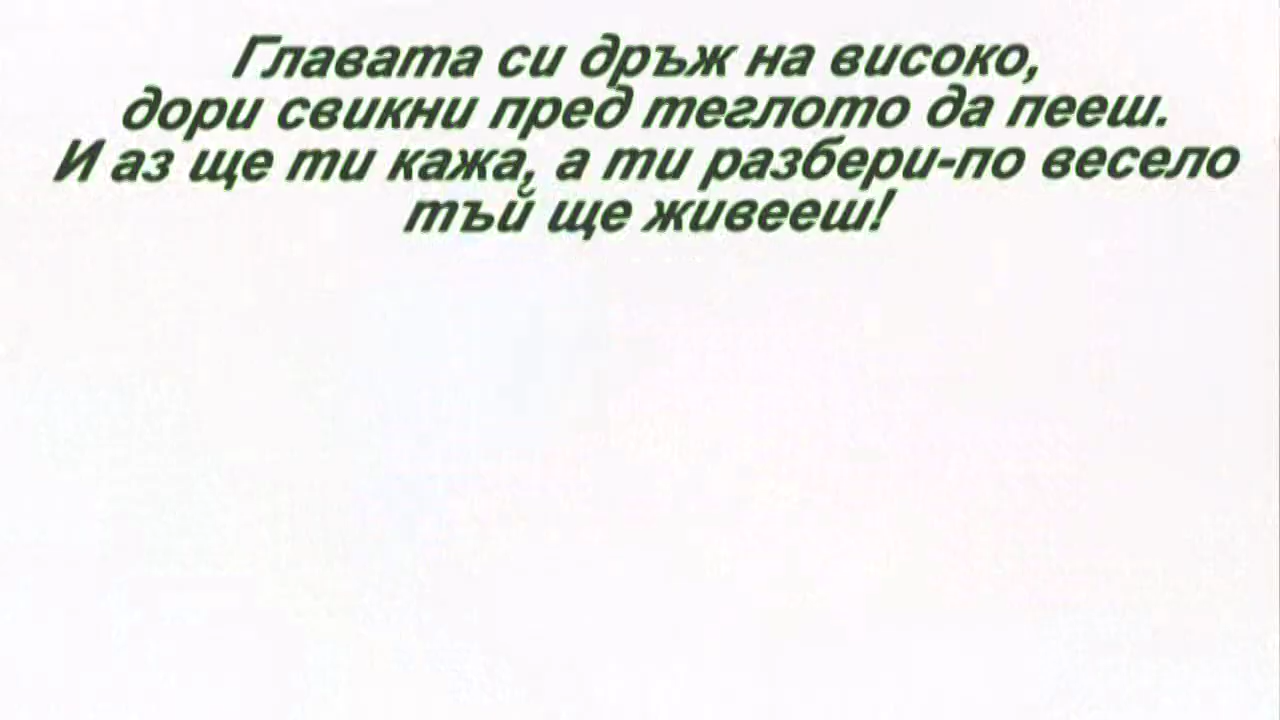 Главата си дръж на високо,
дори свикни пред теглото да пееш.
И аз ще ти кажа, а ти разбери-по весело
тъй ще живееш!